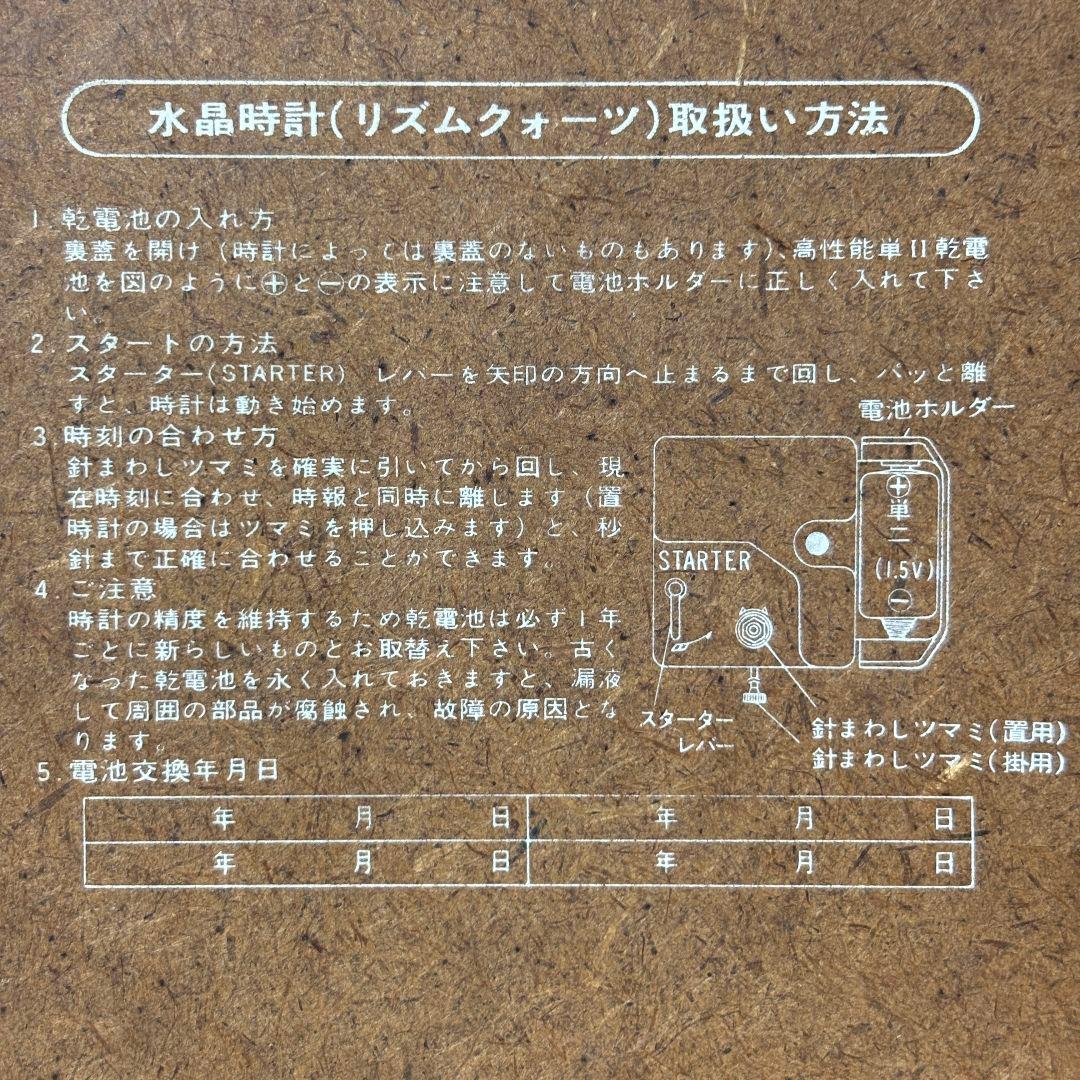 水晶時計(リズムクォーツ)取扱い方法
1. 乾電池の入れ方
裏蓋を開け（時計によっては裏蓋のないものもあります）、高性能単II乾電
池を図のように⊕と⊖の表示に注意して電池ホルダーに正しく入れて下さ
い。
2. スタートの方法
スターター(STARTER) レバーを矢印の方向へ止まるまで回し、パッと離
すと、時計は動き始めます。
3. 時刻の合わせ方
針まわしツマミを確実に引いてから回し、現
在時刻に合わせ、時報と同時に離します（置
時計の場合はツマミを押し込みます）と、秒
針まで正確に合わせることができます。
4. ご注意
時計の精度を維持するため乾電池は必ず1年
ごとに新らしいものとお取替え下さい。古く
なった乾電池を永く入れておきますと、漏液
して周囲の部品が腐蝕され、故障の原因とな
ります。
電池ホルダー
⊕
単
二
(1.5V)
⊖
STARTER
スターター
レバー
針まわしツマミ(置用)
針まわしツマミ(掛用)
5. 電池交換年月日
年 月 日 年 月 日
年 月 日 年 月 日